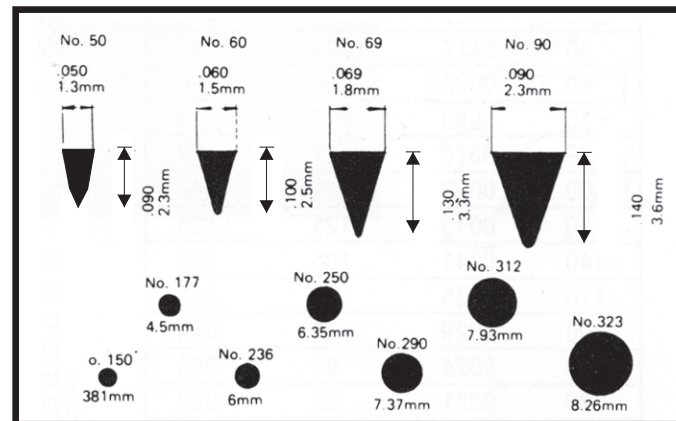 No. 50
No. 60
No. 69
No. 90
.050
1.3mm
.060
1.5mm
.069
1.8mm
.090
2.3mm
.090
2.3mm
.100
2.5mm
.130
3.3mm
.140
3.6mm
No. 177
4.5mm
No. 250
6.35mm
No. 312
7.93mm
o. 150
381mm
No. 236
6mm
No.290
7.37mm
No.323
8.26mm